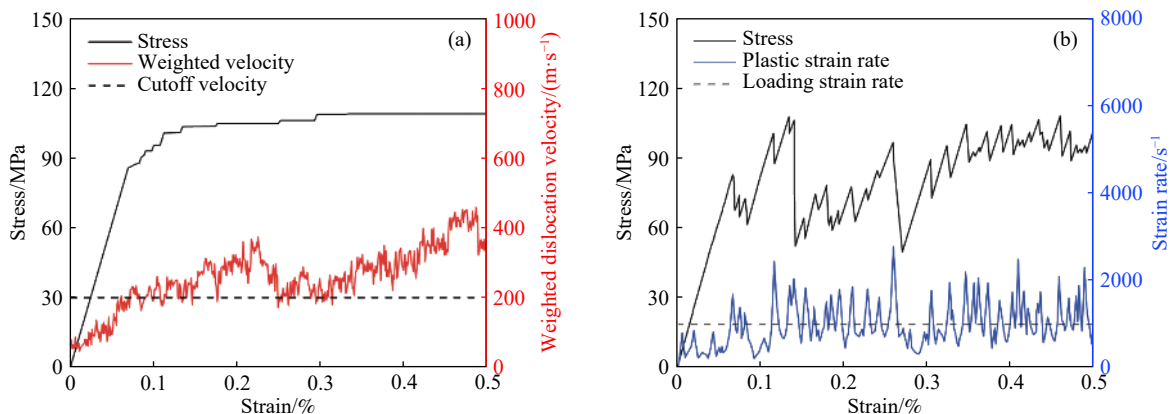 150
120
90
60
30
0
Stress/MPa
(a)
Stress
Weighted velocity
Cutoff velocity
1000
800
600
400
200
0
Weighted dislocation velocity/(m·s⁻¹)
0 0.1 0.2 0.3 0.4 0.5
Strain/%
150
120
90
60
30
0
Stress/MPa
(b)
Stress
Plastic strain rate
Loading strain rate
8000
6000
4000
2000
0
Strain rate/s⁻¹
0 0.1 0.2 0.3 0.4 0.5
Strain/%